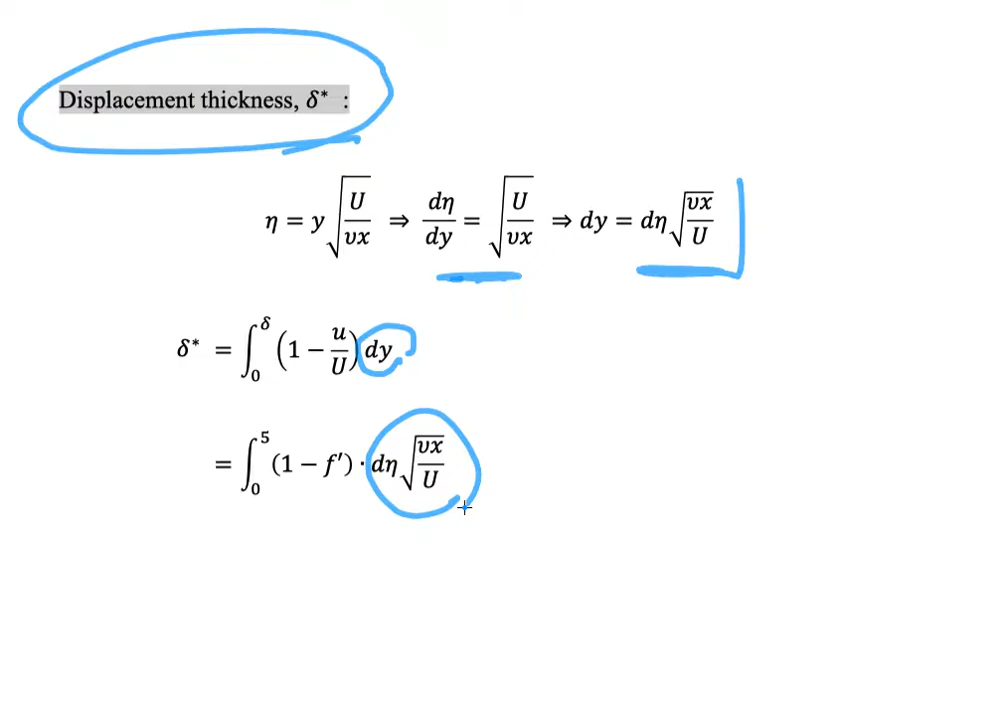 Displacement thickness, δ* :
η = y√(U/υx) ⇒ dη/dy = √(U/υx) ⇒ dy = dη√(υx/U)
δ* = ∫₀^δ (1 − u/U) dy
= ∫₀^5 (1 − f′) · dη√(υx/U)